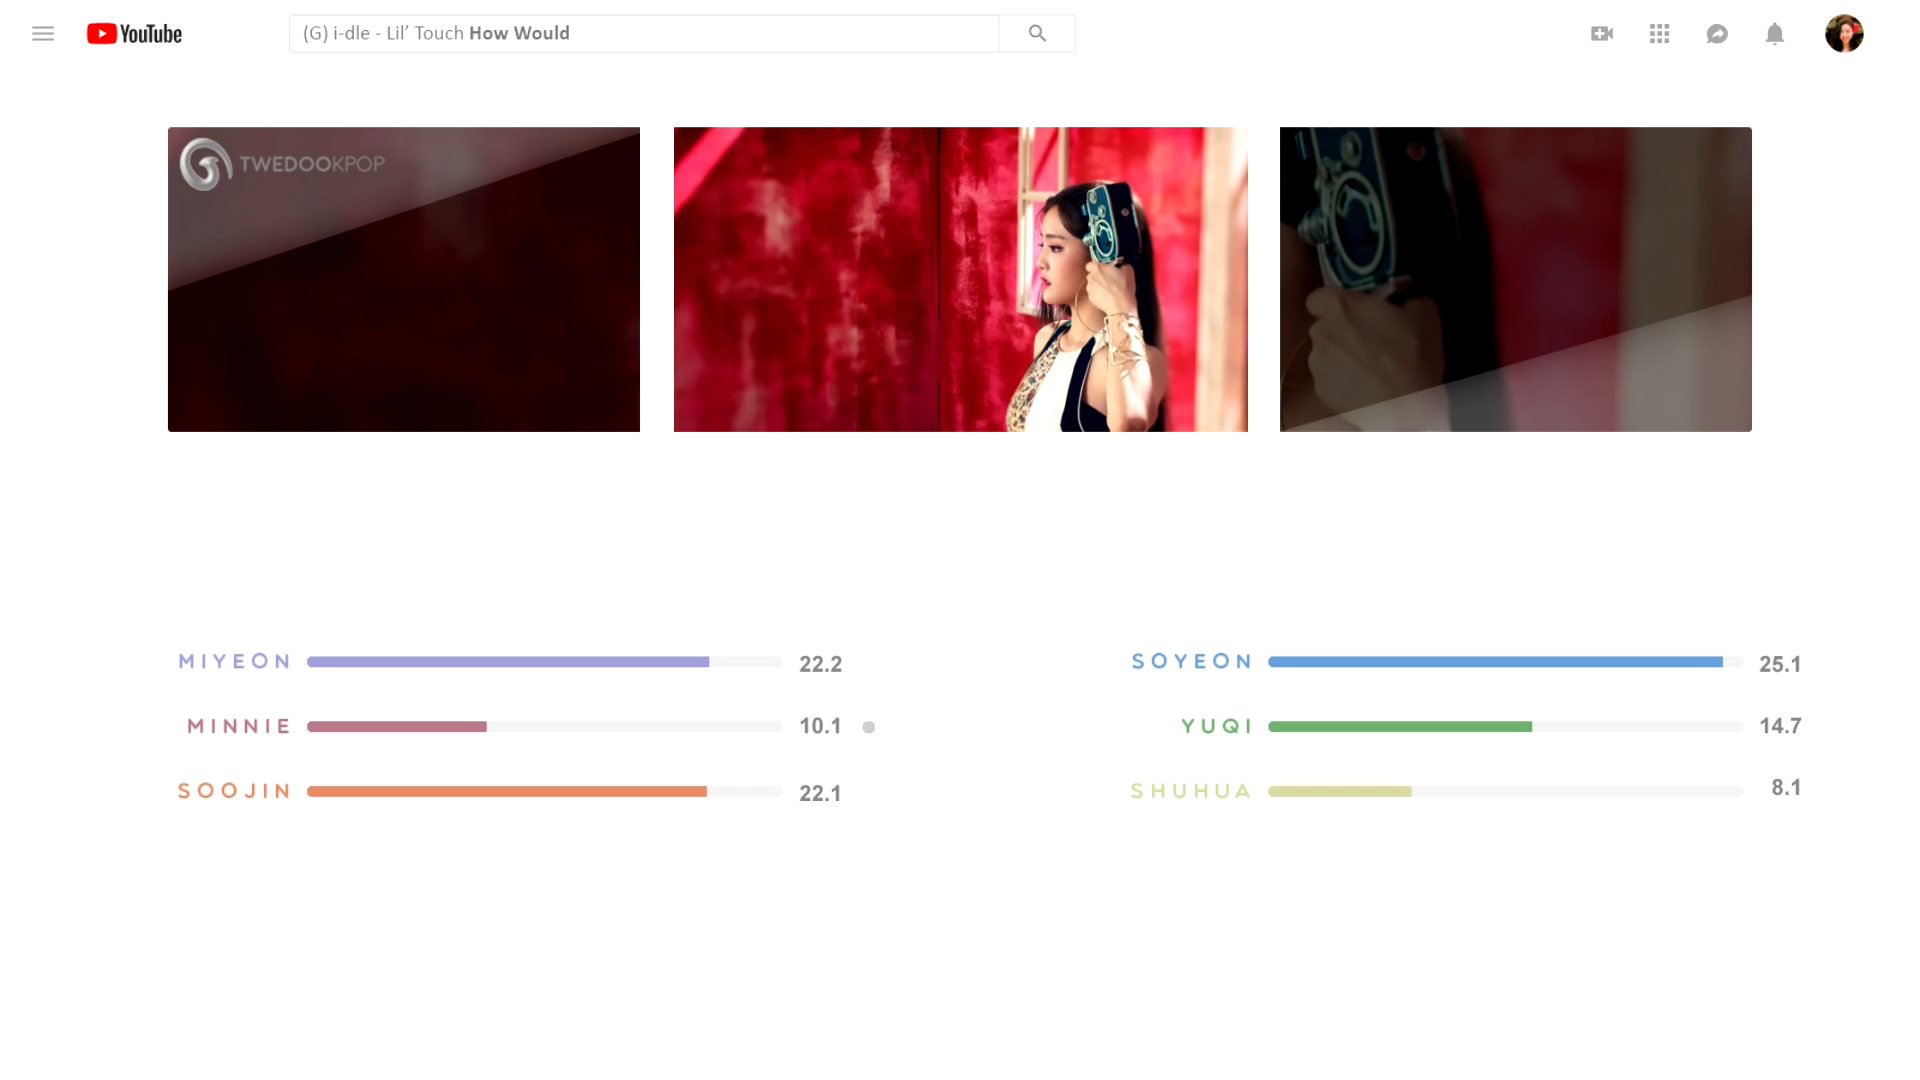 YouTube
(G) i-dle - Lil’ Touch How Would
TWEDOOKPOP
MIYEON 22.2
MINNIE 10.1
SOOJIN 22.1
SOYEON 25.1
YUQI 14.7
SHUHUA 8.1